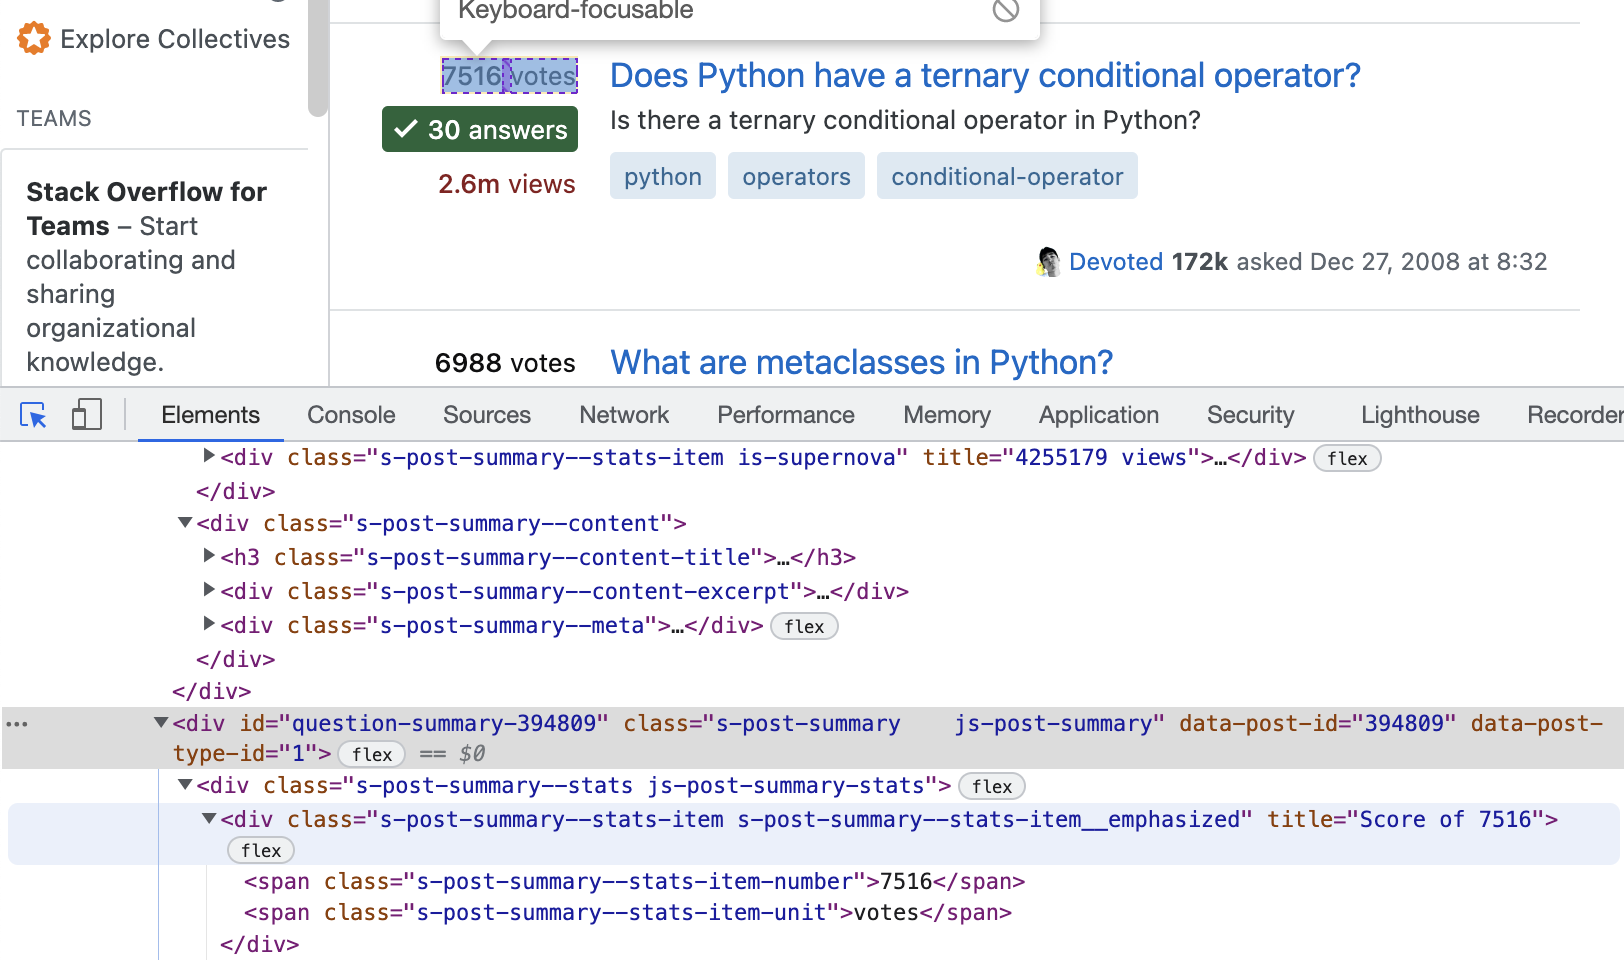 Keyboard-focusable
Explore Collectives
TEAMS
Stack Overflow for
Teams – Start
collaborating and
sharing
organizational
knowledge.
7516 votes
30 answers
2.6m views
Does Python have a ternary conditional operator?
Is there a ternary conditional operator in Python?
python operators conditional-operator
Devoted 172k asked Dec 27, 2008 at 8:32
6988 votes
What are metaclasses in Python?
Elements Console Sources Network Performance Memory Application Security Lighthouse Recorder
<div class="s-post-summary--stats-item is-supernova" title="4255179 views">…</div> flex
</div>
<div class="s-post-summary--content">
<h3 class="s-post-summary--content-title">…</h3>
<div class="s-post-summary--content-excerpt">…</div>
<div class="s-post-summary--meta">…</div> flex
</div>
</div>
<div id="question-summary-394809" class="s-post-summary    js-post-summary" data-post-id="394809" data-post-
type-id="1"> flex == $0
<div class="s-post-summary--stats js-post-summary-stats"> flex
<div class="s-post-summary--stats-item s-post-summary--stats-item__emphasized" title="Score of 7516">
flex
<span class="s-post-summary--stats-item-number">7516</span>
<span class="s-post-summary--stats-item-unit">votes</span>
</div>